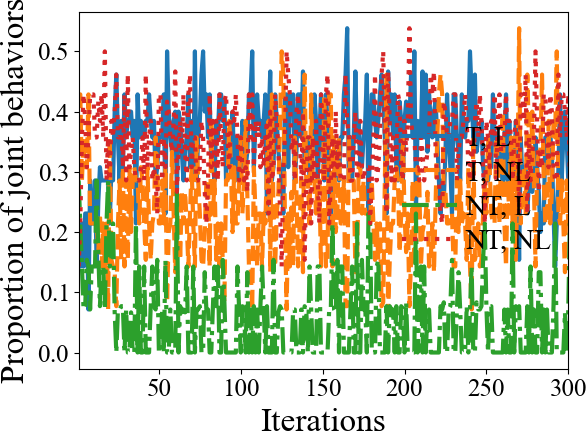 Proportion of joint behaviors
0.5
0.4
0.3
0.2
0.1
0.0
T, L
T, NL
NT, L
NT, NL
50
100
150
200
250
300
Iterations